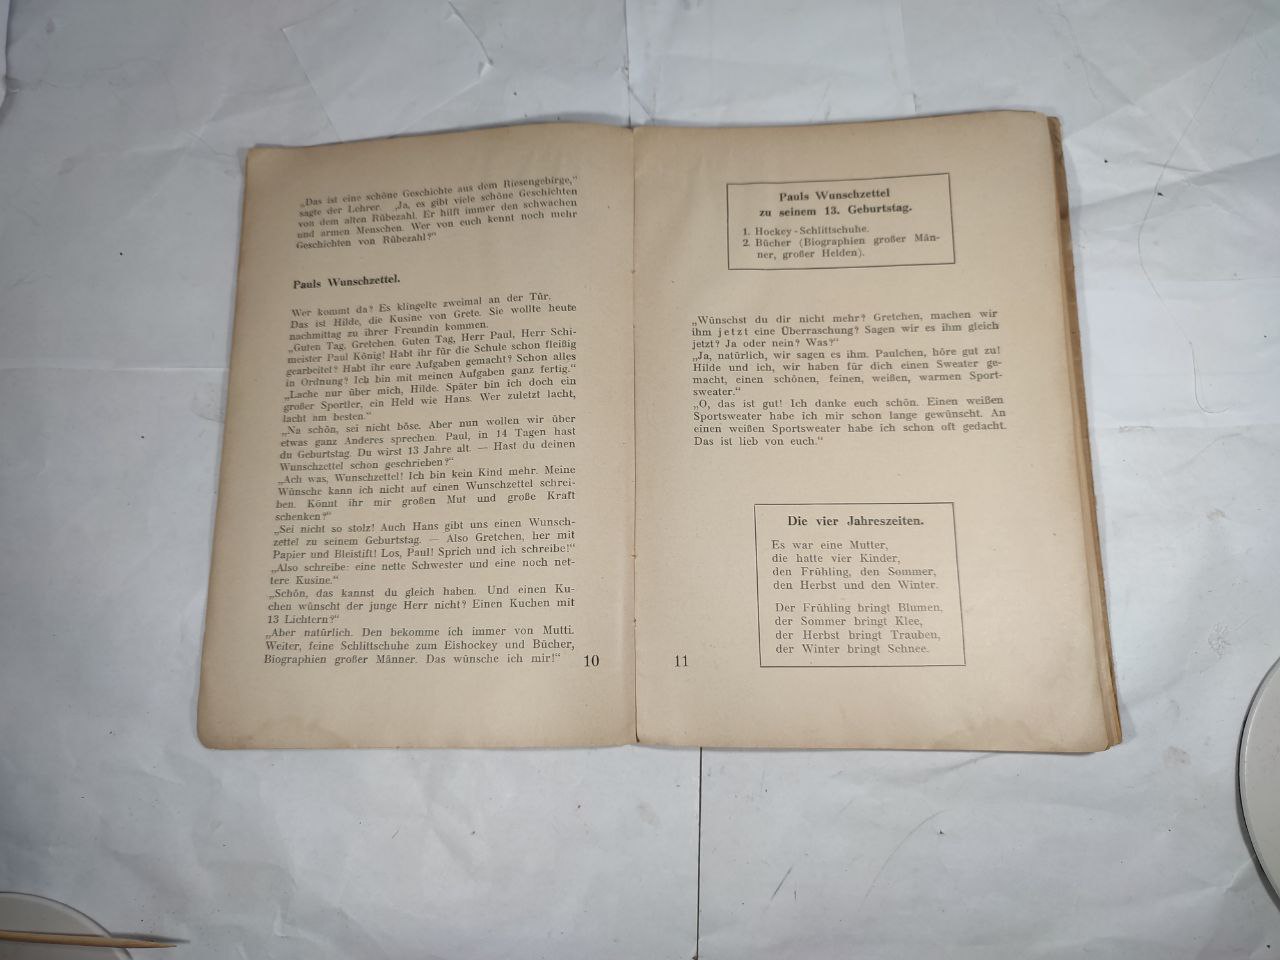 „Das ist eine schöne Geschichte aus dem Riesengebirge,“
sagte der Lehrer. „Ja, es gibt viele schöne Geschichten
von dem alten Rübezahl. Er hilft immer den schwachen
und armen Menschen. Wer von euch kennt noch mehr
Geschichten von Rübezahl?“
Pauls Wunschzettel.
Wer kommt da? Es klingelte zweimal an der Tür.
Das ist Hilde, die Kusine von Grete. Sie wollte heute
nachmittag zu ihrer Freundin kommen.
„Guten Tag, Gretchen. Guten Tag, Herr Paul, Herr Schi-
meister Paul König! Habt ihr für die Schule schon fleißig
gearbeitet? Habt ihr eure Aufgaben gemacht? Schon alles
in Ordnung? Ich bin mit meinen Aufgaben ganz fertig.“
„Lache nur über mich, Hilde. Später bin ich doch ein
großer Sportler, ein Held wie Hans. Wer zuletzt lacht,
lacht am besten.“
„Na schön, sei nicht böse. Aber nun wollen wir über
etwas ganz Anderes sprechen. Paul, in 14 Tagen hast
du Geburtstag. Du wirst 13 Jahre alt. — Hast du deinen
Wunschzettel schon geschrieben?“
„Ach was, Wunschzettel! Ich bin kein Kind mehr. Meine
Wünsche kann ich nicht auf einen Wunschzettel schrei-
ben. Könnt ihr mir großen Mut und große Kraft
schenken?“
„Sei nicht so stolz! Auch Hans gibt uns einen Wunsch-
zettel zu seinem Geburtstag. — Also Gretchen, her mit
Papier und Bleistift! Los, Paul! Sprich und ich schreibe!“
„Also schreibe: eine nette Schwester und eine noch net-
tere Kusine.“
„Schön, das kannst du gleich haben. Und einen Ku-
chen wünscht der junge Herr nicht? Einen Kuchen mit
13 Lichtern?“
„Aber natürlich. Den bekomme ich immer von Mutti.
Weiter, feine Schlittschuhe zum Eishockey und Bücher,
Biographien großer Männer. Das wünsche ich mir!“
10
Pauls Wunschzettel
zu seinem 13. Geburtstag.
1. Hockey-Schlittschuhe.
2. Bücher (Biographien großer Män-
ner, großer Helden).
„Wünschst du dir nicht mehr? Gretchen, machen wir
ihm jetzt eine Überraschung? Sagen wir es ihm gleich
jetzt? Ja oder nein? Was?“
„Ja, natürlich, wir sagen es ihm. Paulchen, höre gut zu!
Hilde und ich, wir haben für dich einen Sweater ge-
macht, einen schönen, feinen, weißen, warmen Sport-
sweater.“
„O, das ist gut! Ich danke euch schön. Einen weißen
Sportsweater habe ich mir schon lange gewünscht. An
einen weißen Sportsweater habe ich schon oft gedacht.
Das ist lieb von euch.“
Die vier Jahreszeiten.
Es war eine Mutter,
die hatte vier Kinder,
den Frühling, den Sommer,
den Herbst und den Winter.
Der Frühling bringt Blumen,
der Sommer bringt Klee,
der Herbst bringt Trauben,
der Winter bringt Schnee.
11